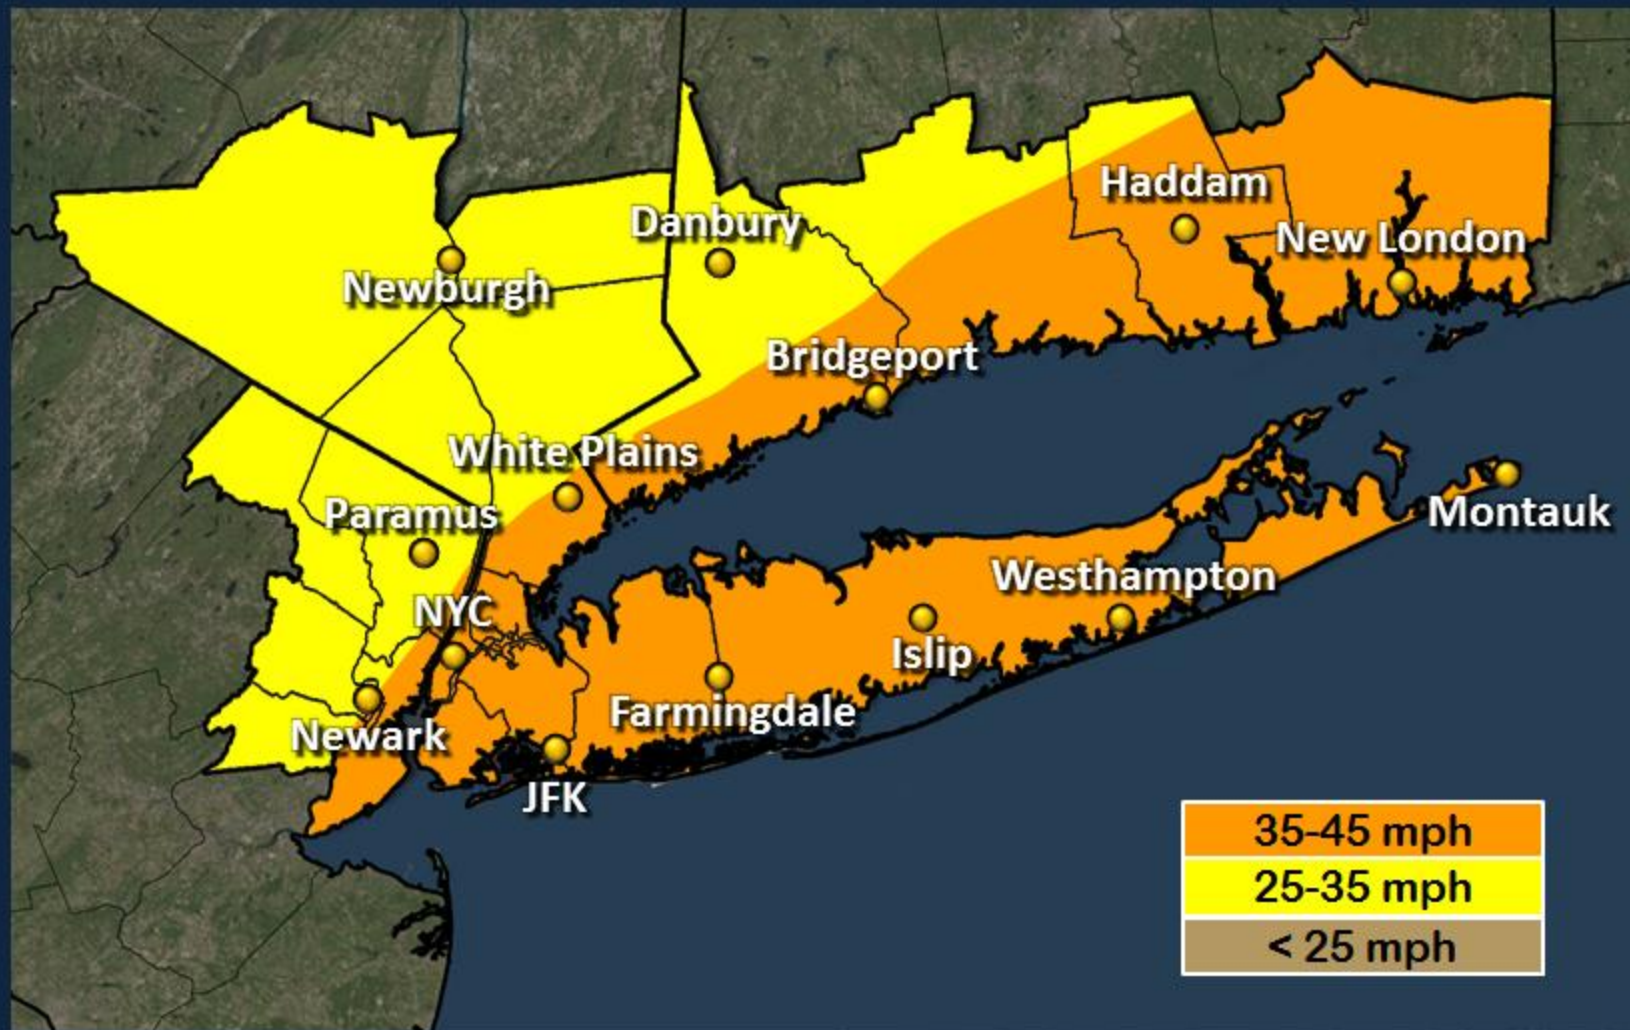 Haddam
Danbury
New London
Newburgh
Bridgeport
White Plains
Paramus
Montauk
Westhampton
NYC
Islip
Farmingdale
Newark
JFK
35-45 mph
25-35 mph
< 25 mph